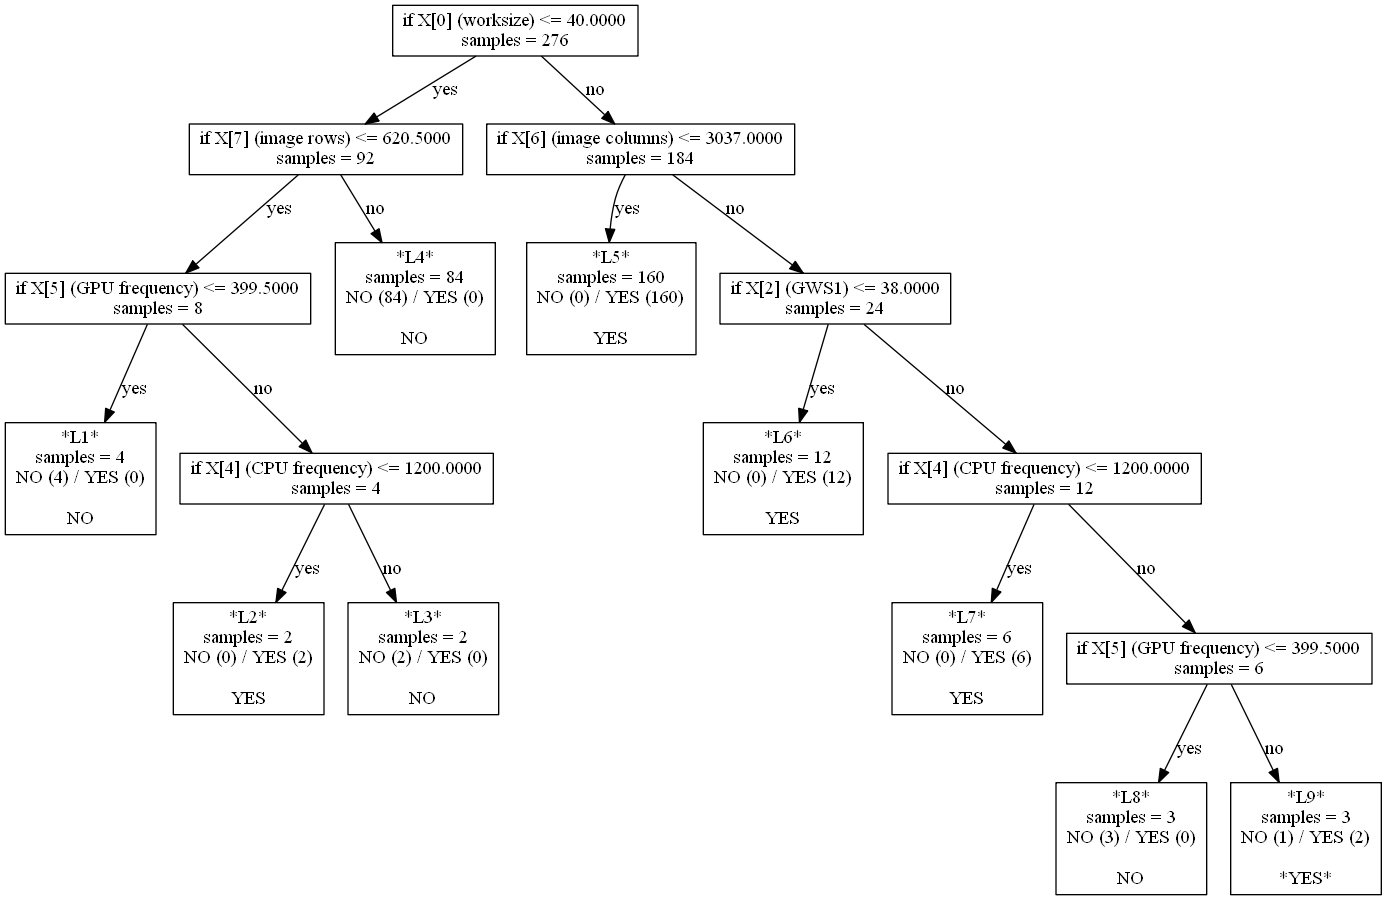 if X[0] (worksize) <= 40.0000
samples = 276
yes
no
if X[7] (image rows) <= 620.5000
samples = 92
if X[6] (image columns) <= 3037.0000
samples = 184
yes
no
yes
no
*L4*
samples = 84
NO (84) / YES (0)
NO
*L5*
samples = 160
NO (0) / YES (160)
YES
if X[5] (GPU frequency) <= 399.5000
samples = 8
if X[2] (GWS1) <= 38.0000
samples = 24
yes
no
yes
no
*L1*
samples = 4
NO (4) / YES (0)
NO
if X[4] (CPU frequency) <= 1200.0000
samples = 4
*L6*
samples = 12
NO (0) / YES (12)
YES
if X[4] (CPU frequency) <= 1200.0000
samples = 12
yes
no
yes
no
*L2*
samples = 2
NO (0) / YES (2)
YES
*L3*
samples = 2
NO (2) / YES (0)
NO
*L7*
samples = 6
NO (0) / YES (6)
YES
if X[5] (GPU frequency) <= 399.5000
samples = 6
yes
no
*L8*
samples = 3
NO (3) / YES (0)
NO
*L9*
samples = 3
NO (1) / YES (2)
*YES*